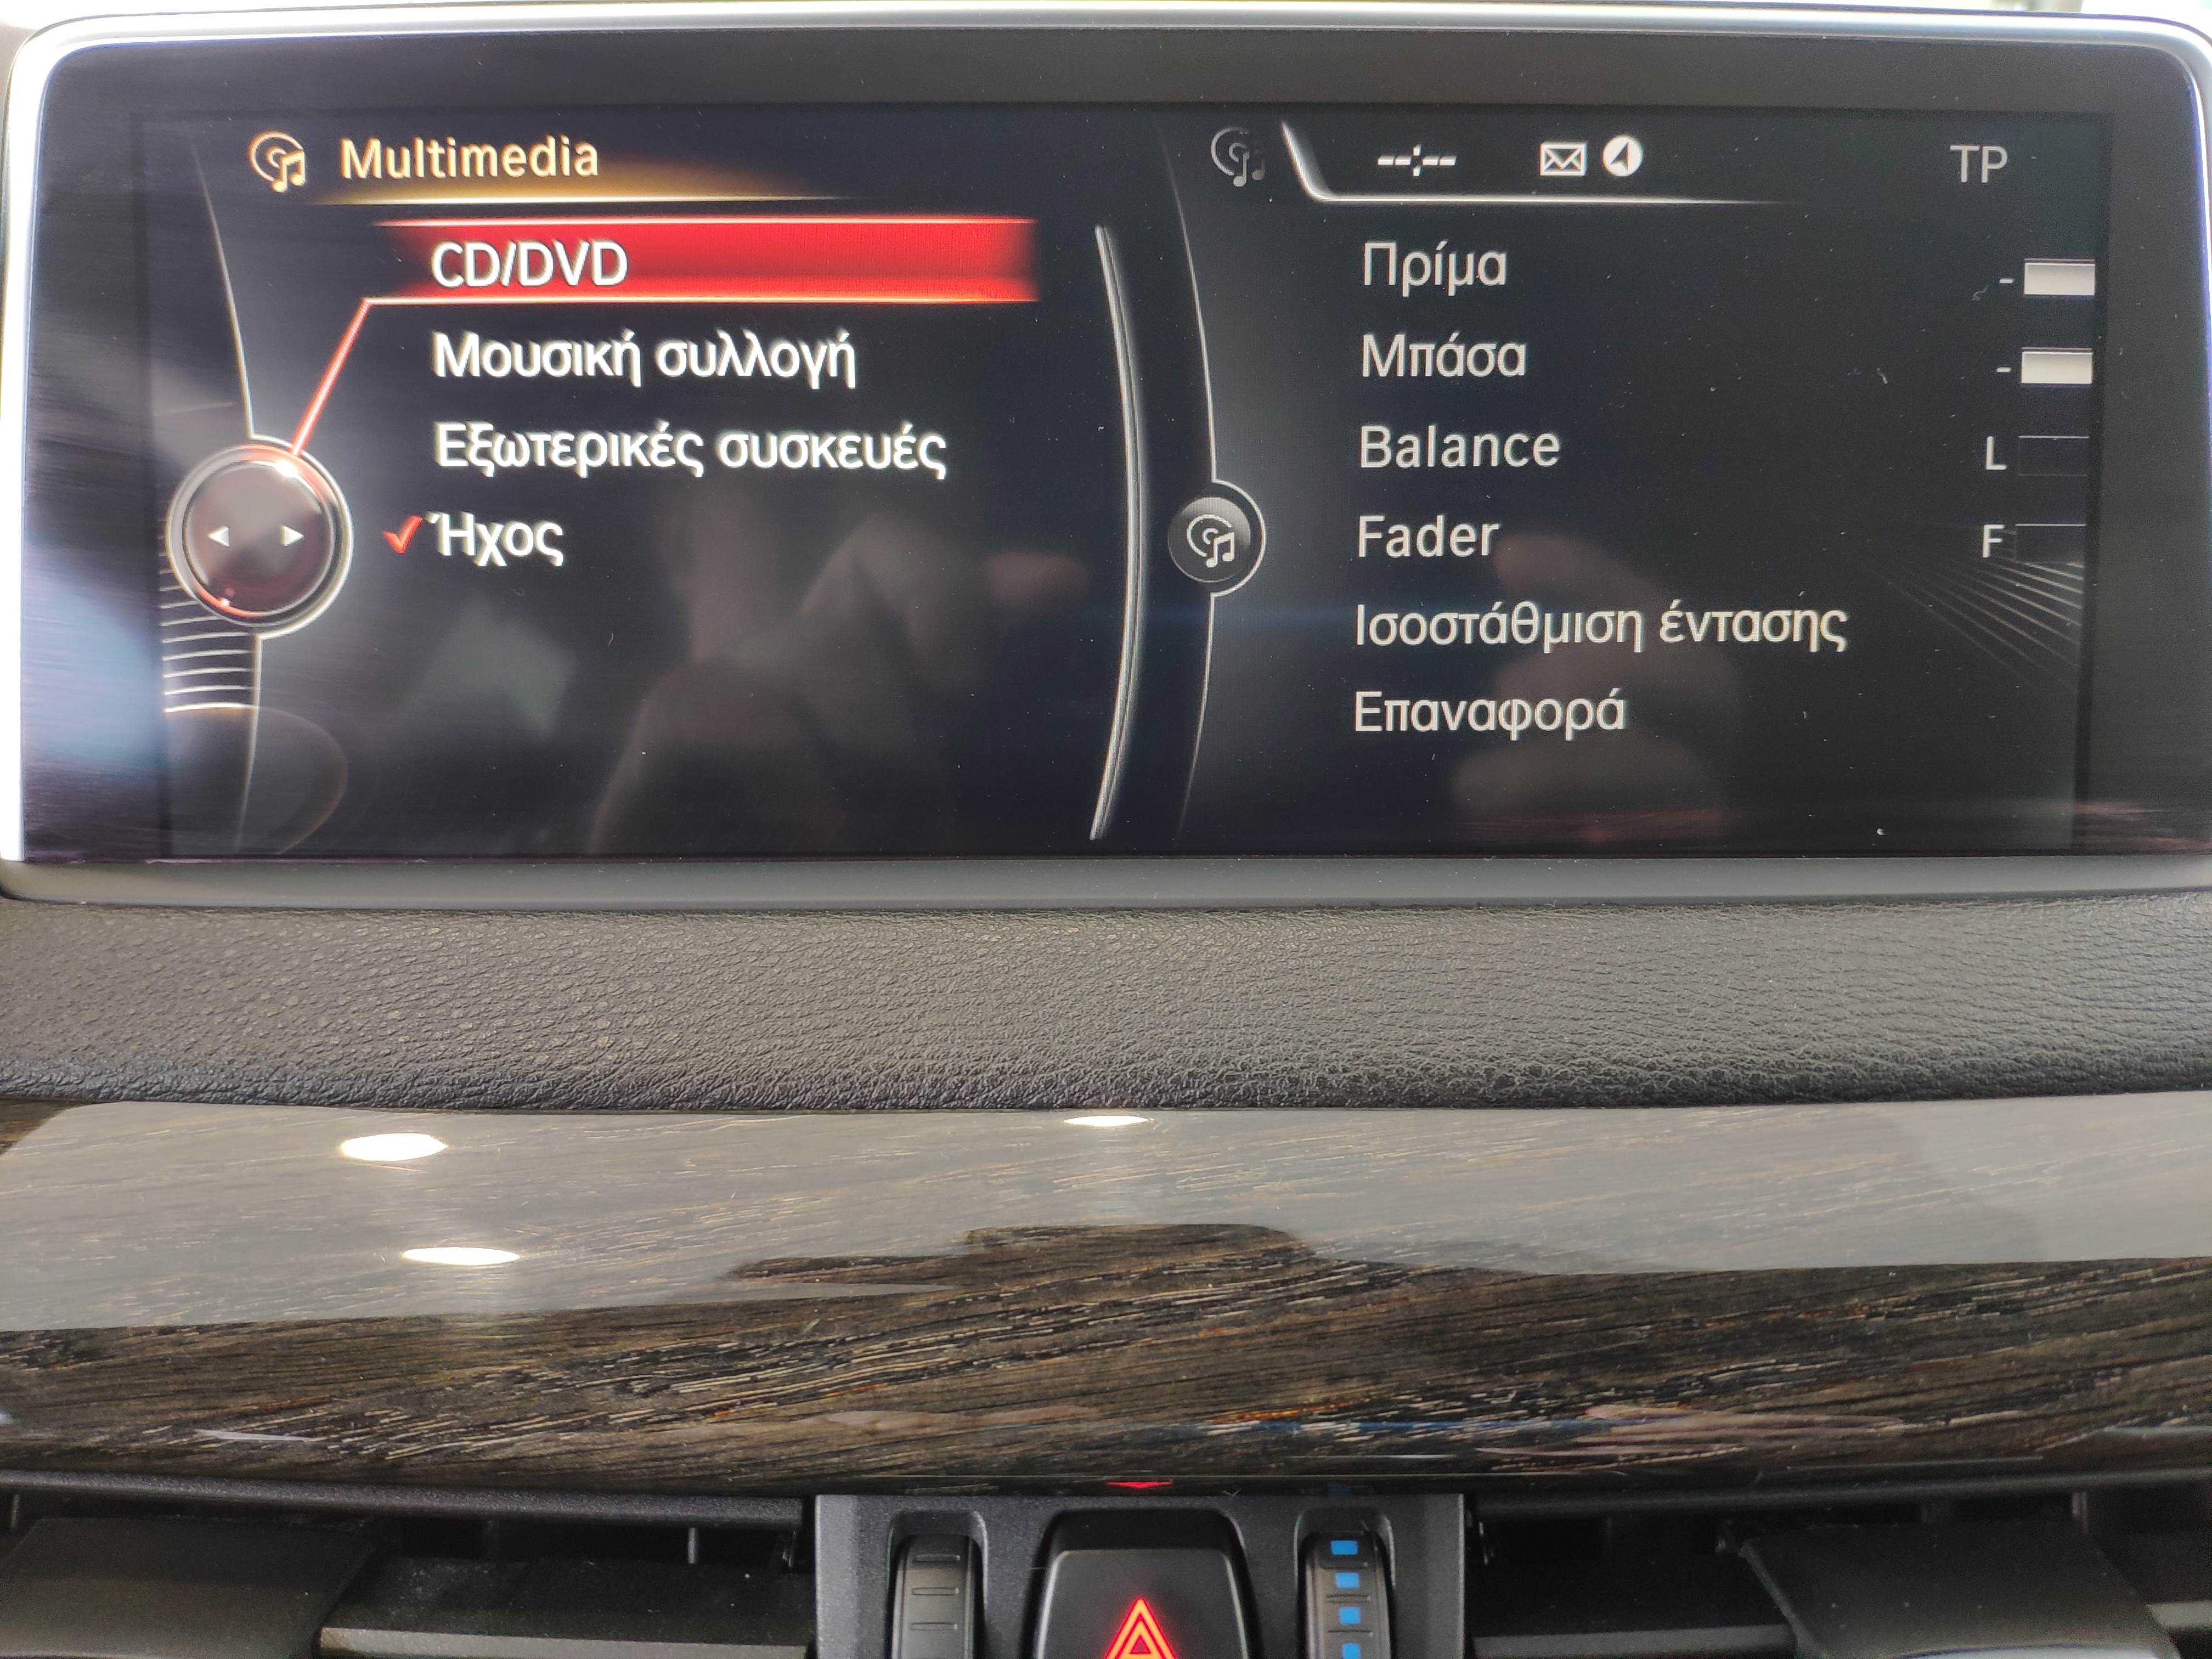 Multimedia
CD/DVD
Μουσική συλλογή
Εξωτερικές συσκευές
Ήχος
--:--
TP
Πρίμα -
Μπάσα -
Balance L
Fader F
Ισοστάθμιση έντασης
Επαναφορά